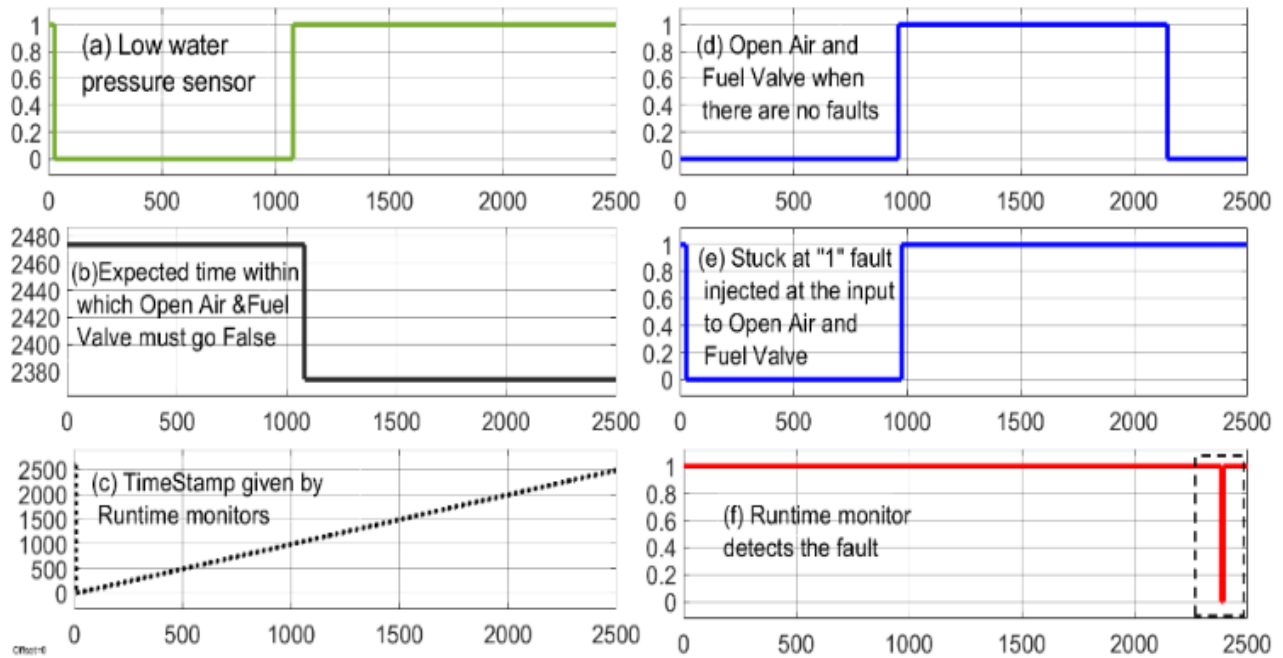 1
0.8
0.6
0.4
0.2
0
(a) Low water
pressure sensor
0 500 1000 1500 2000 2500
1
0.8
0.6
0.4
0.2
0
(d) Open Air and
Fuel Valve when
there are no faults
0 500 1000 1500 2000 2500
2480
2460
2440
2420
2400
2380
(b)Expected time within
which Open Air &Fuel
Valve must go False
0 500 1000 1500 2000 2500
1
0.8
0.6
0.4
0.2
0
(e) Stuck at "1" fault
injected at the input
to Open Air and
Fuel Valve
0 500 1000 1500 2000 2500
2500
2000
1500
1000
500
0
(c) TimeStamp given by
Runtime monitors
0 500 1000 1500 2000 2500
Offset=0
1
0.8
0.6
0.4
0.2
0
(f) Runtime monitor
detects the fault
0 500 1000 1500 2000 2500